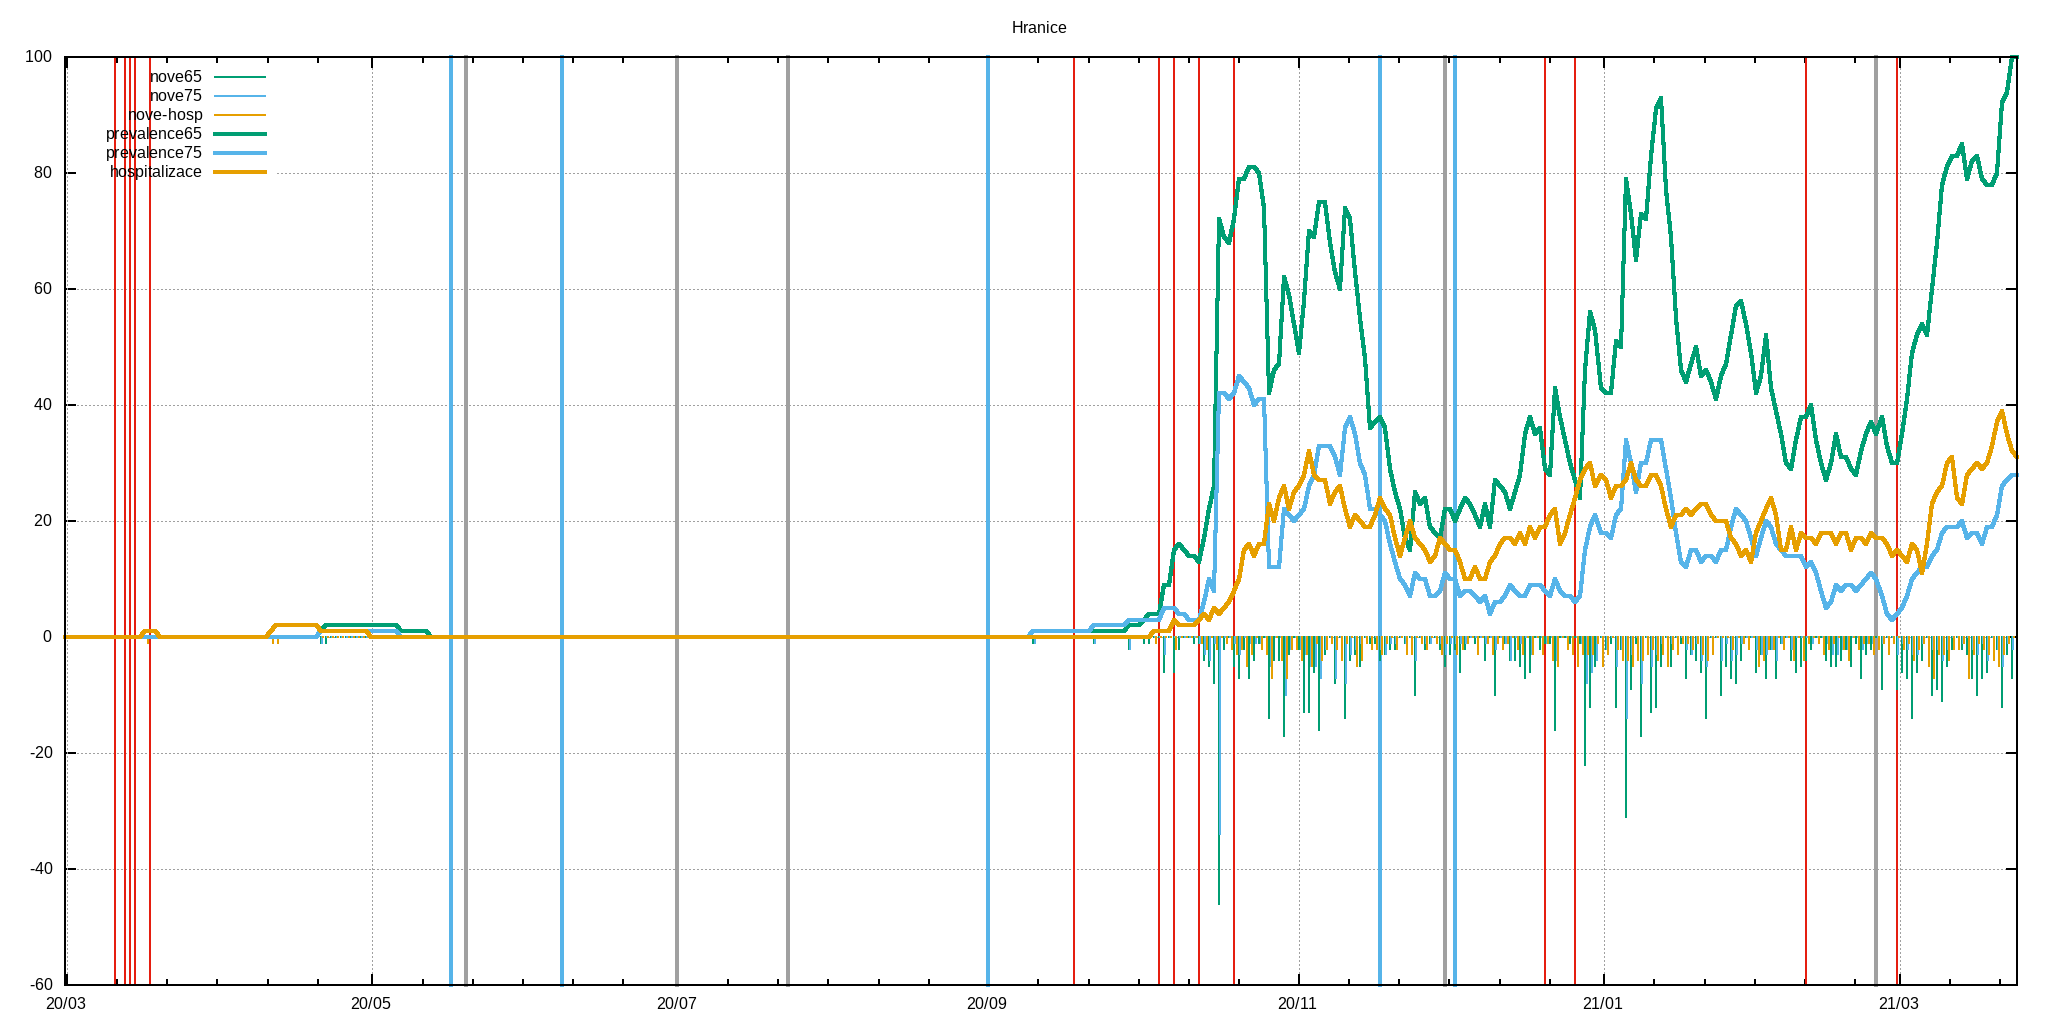 Hranice
100
80
60
40
20
0
-20
-40
-60
nove65
nove75
nove-hosp
prevalence65
prevalence75
hospitalizace
20/03 20/05 20/07 20/09 20/11 21/01 21/03